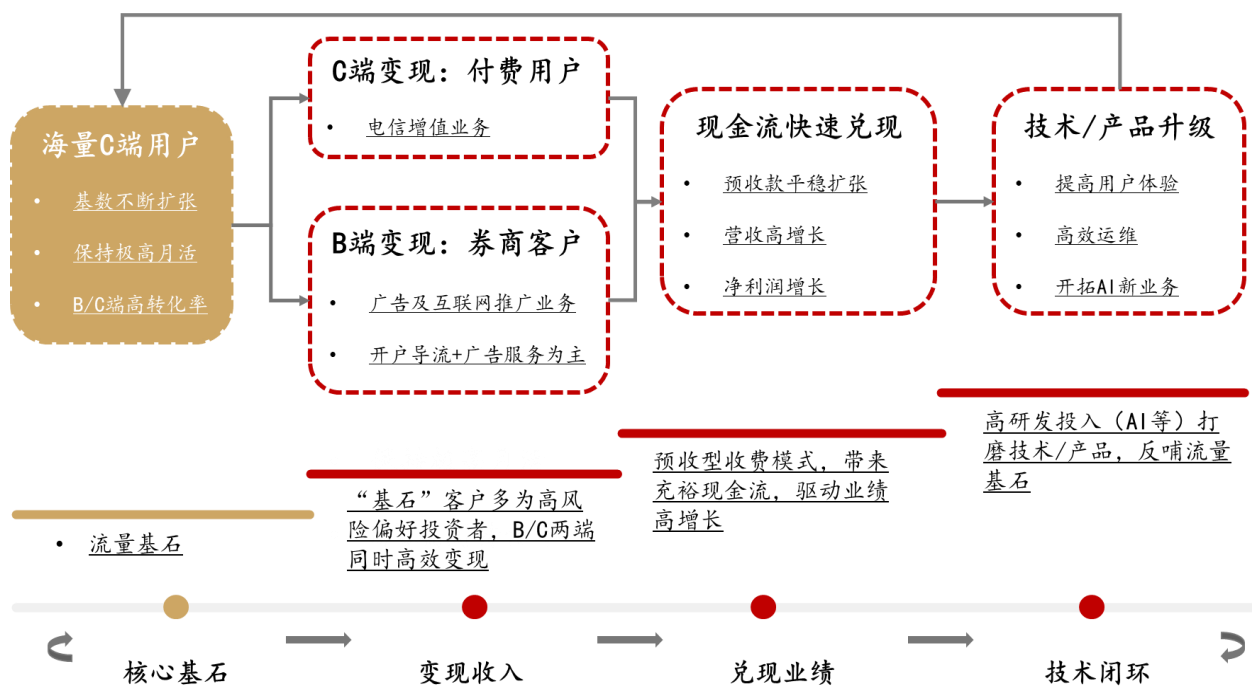 海量C端用户
• 基数不断扩张
• 保持极高月活
• B/C端高转化率
C端变现：付费用户
• 电信增值业务
B端变现：券商客户
• 广告及互联网推广业务
• 开户导流+广告服务为主
现金流快速兑现
• 预收款平稳扩张
• 营收高增长
• 净利润增长
技术/产品升级
• 提高用户体验
• 高效运维
• 开拓AI新业务
• 流量基石
“基石”客户多为高风
险偏好投资者，B/C两端
同时高效变现
预收型收费模式，带来
充裕现金流，驱动业绩
高增长
高研发投入（AI等）打
磨技术/产品，反哺流量
基石
核心基石
变现收入
兑现业绩
技术闭环